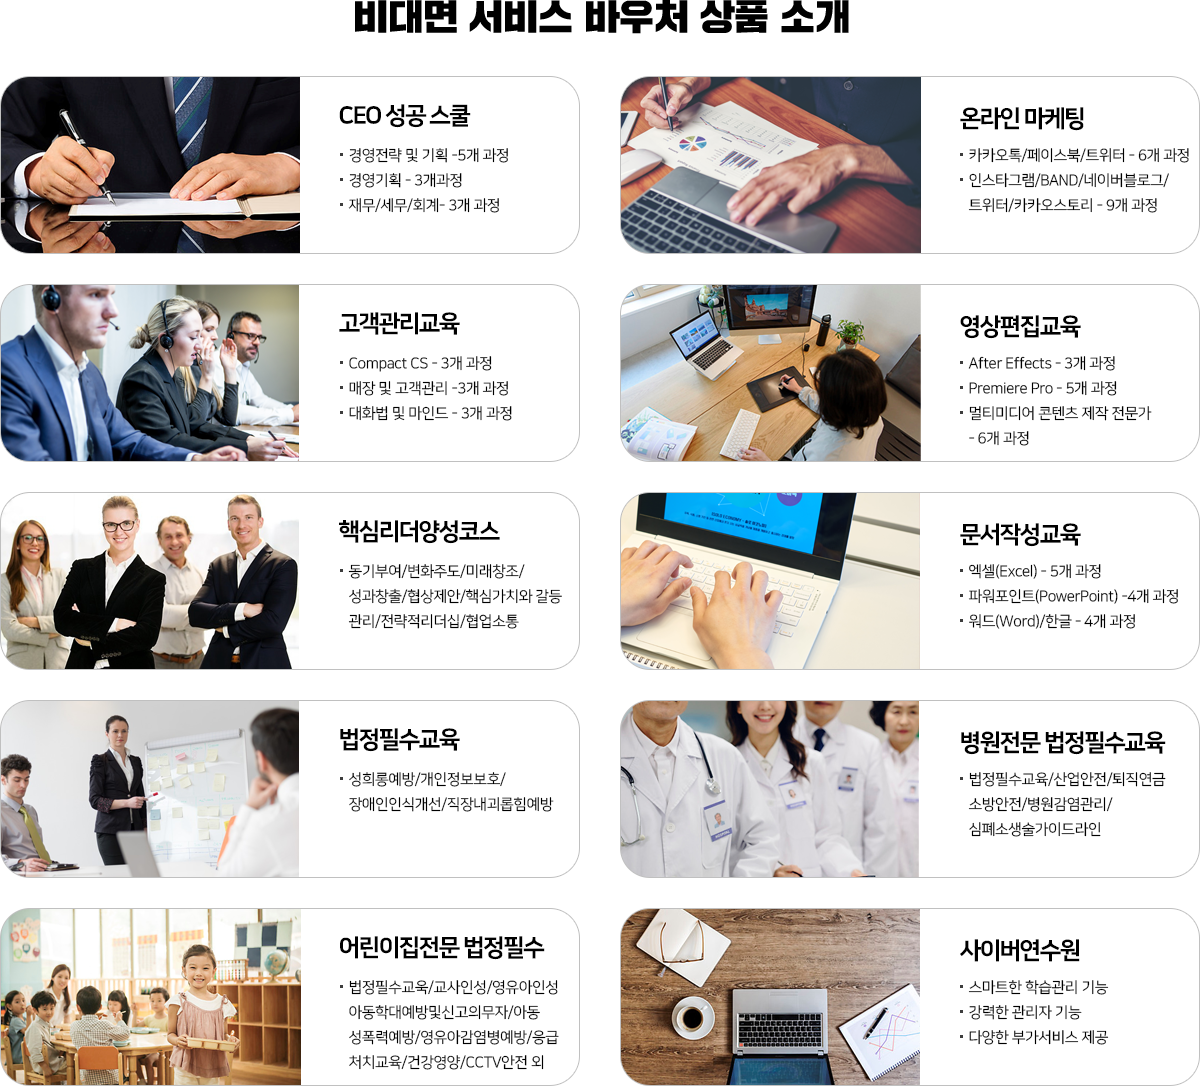 비대면 서비스 바우처 상품 소개
CEO 성공 스쿨
· 경영전략 및 기획 -5개 과정
· 경영기획 - 3개과정
· 재무/세무/회계- 3개 과정
온라인 마케팅
· 카카오톡/페이스북/트위터 - 6개 과정
· 인스타그램/BAND/네이버블로그/
트위터/카카오스토리 - 9개 과정
고객관리교육
· Compact CS - 3개 과정
· 매장 및 고객관리 -3개 과정
· 대화법 및 마인드 - 3개 과정
영상편집교육
· After Effects - 3개 과정
· Premiere Pro - 5개 과정
· 멀티미디어 콘텐츠 제작 전문가
- 6개 과정
핵심리더양성코스
· 동기부여/변화주도/미래창조/
성과창출/협상제안/핵심가치와 갈등
관리/전략적리더십/협업소통
문서작성교육
· 엑셀(Excel) - 5개 과정
· 파워포인트(PowerPoint) -4개 과정
· 워드(Word)/한글 - 4개 과정
법정필수교육
· 성희롱예방/개인정보보호/
장애인인식개선/직장내괴롭힘예방
병원전문 법정필수교육
· 법정필수교육/산업안전/퇴직연금
소방안전/병원감염관리/
심폐소생술가이드라인
어린이집전문 법정필수
· 법정필수교육/교사인성/영유아인성
아동학대예방및신고의무자/아동
성폭력예방/영유아감염병예방/응급
처치교육/건강영양/CCTV안전 외
사이버연수원
· 스마트한 학습관리 기능
· 강력한 관리자 기능
· 다양한 부가서비스 제공